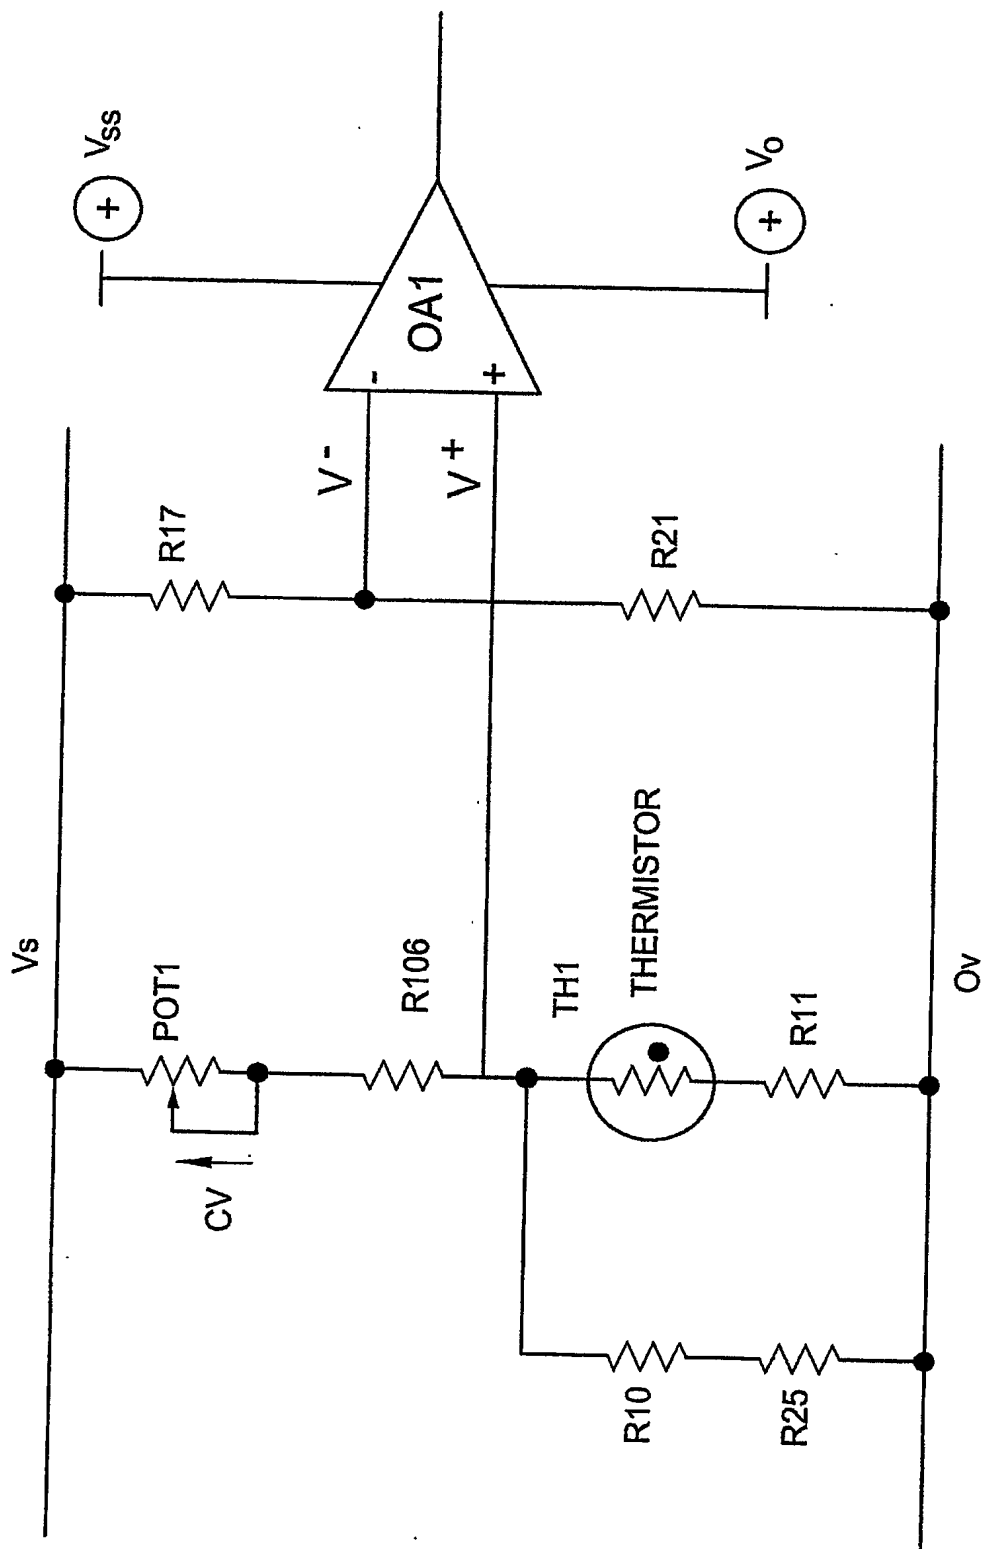 Vs
POT1
CV
R106
R10
R25
TH1
THERMISTOR
R11
Ov
R17
R21
V -
V +
-
+
OA1
+ VSS
+ VO